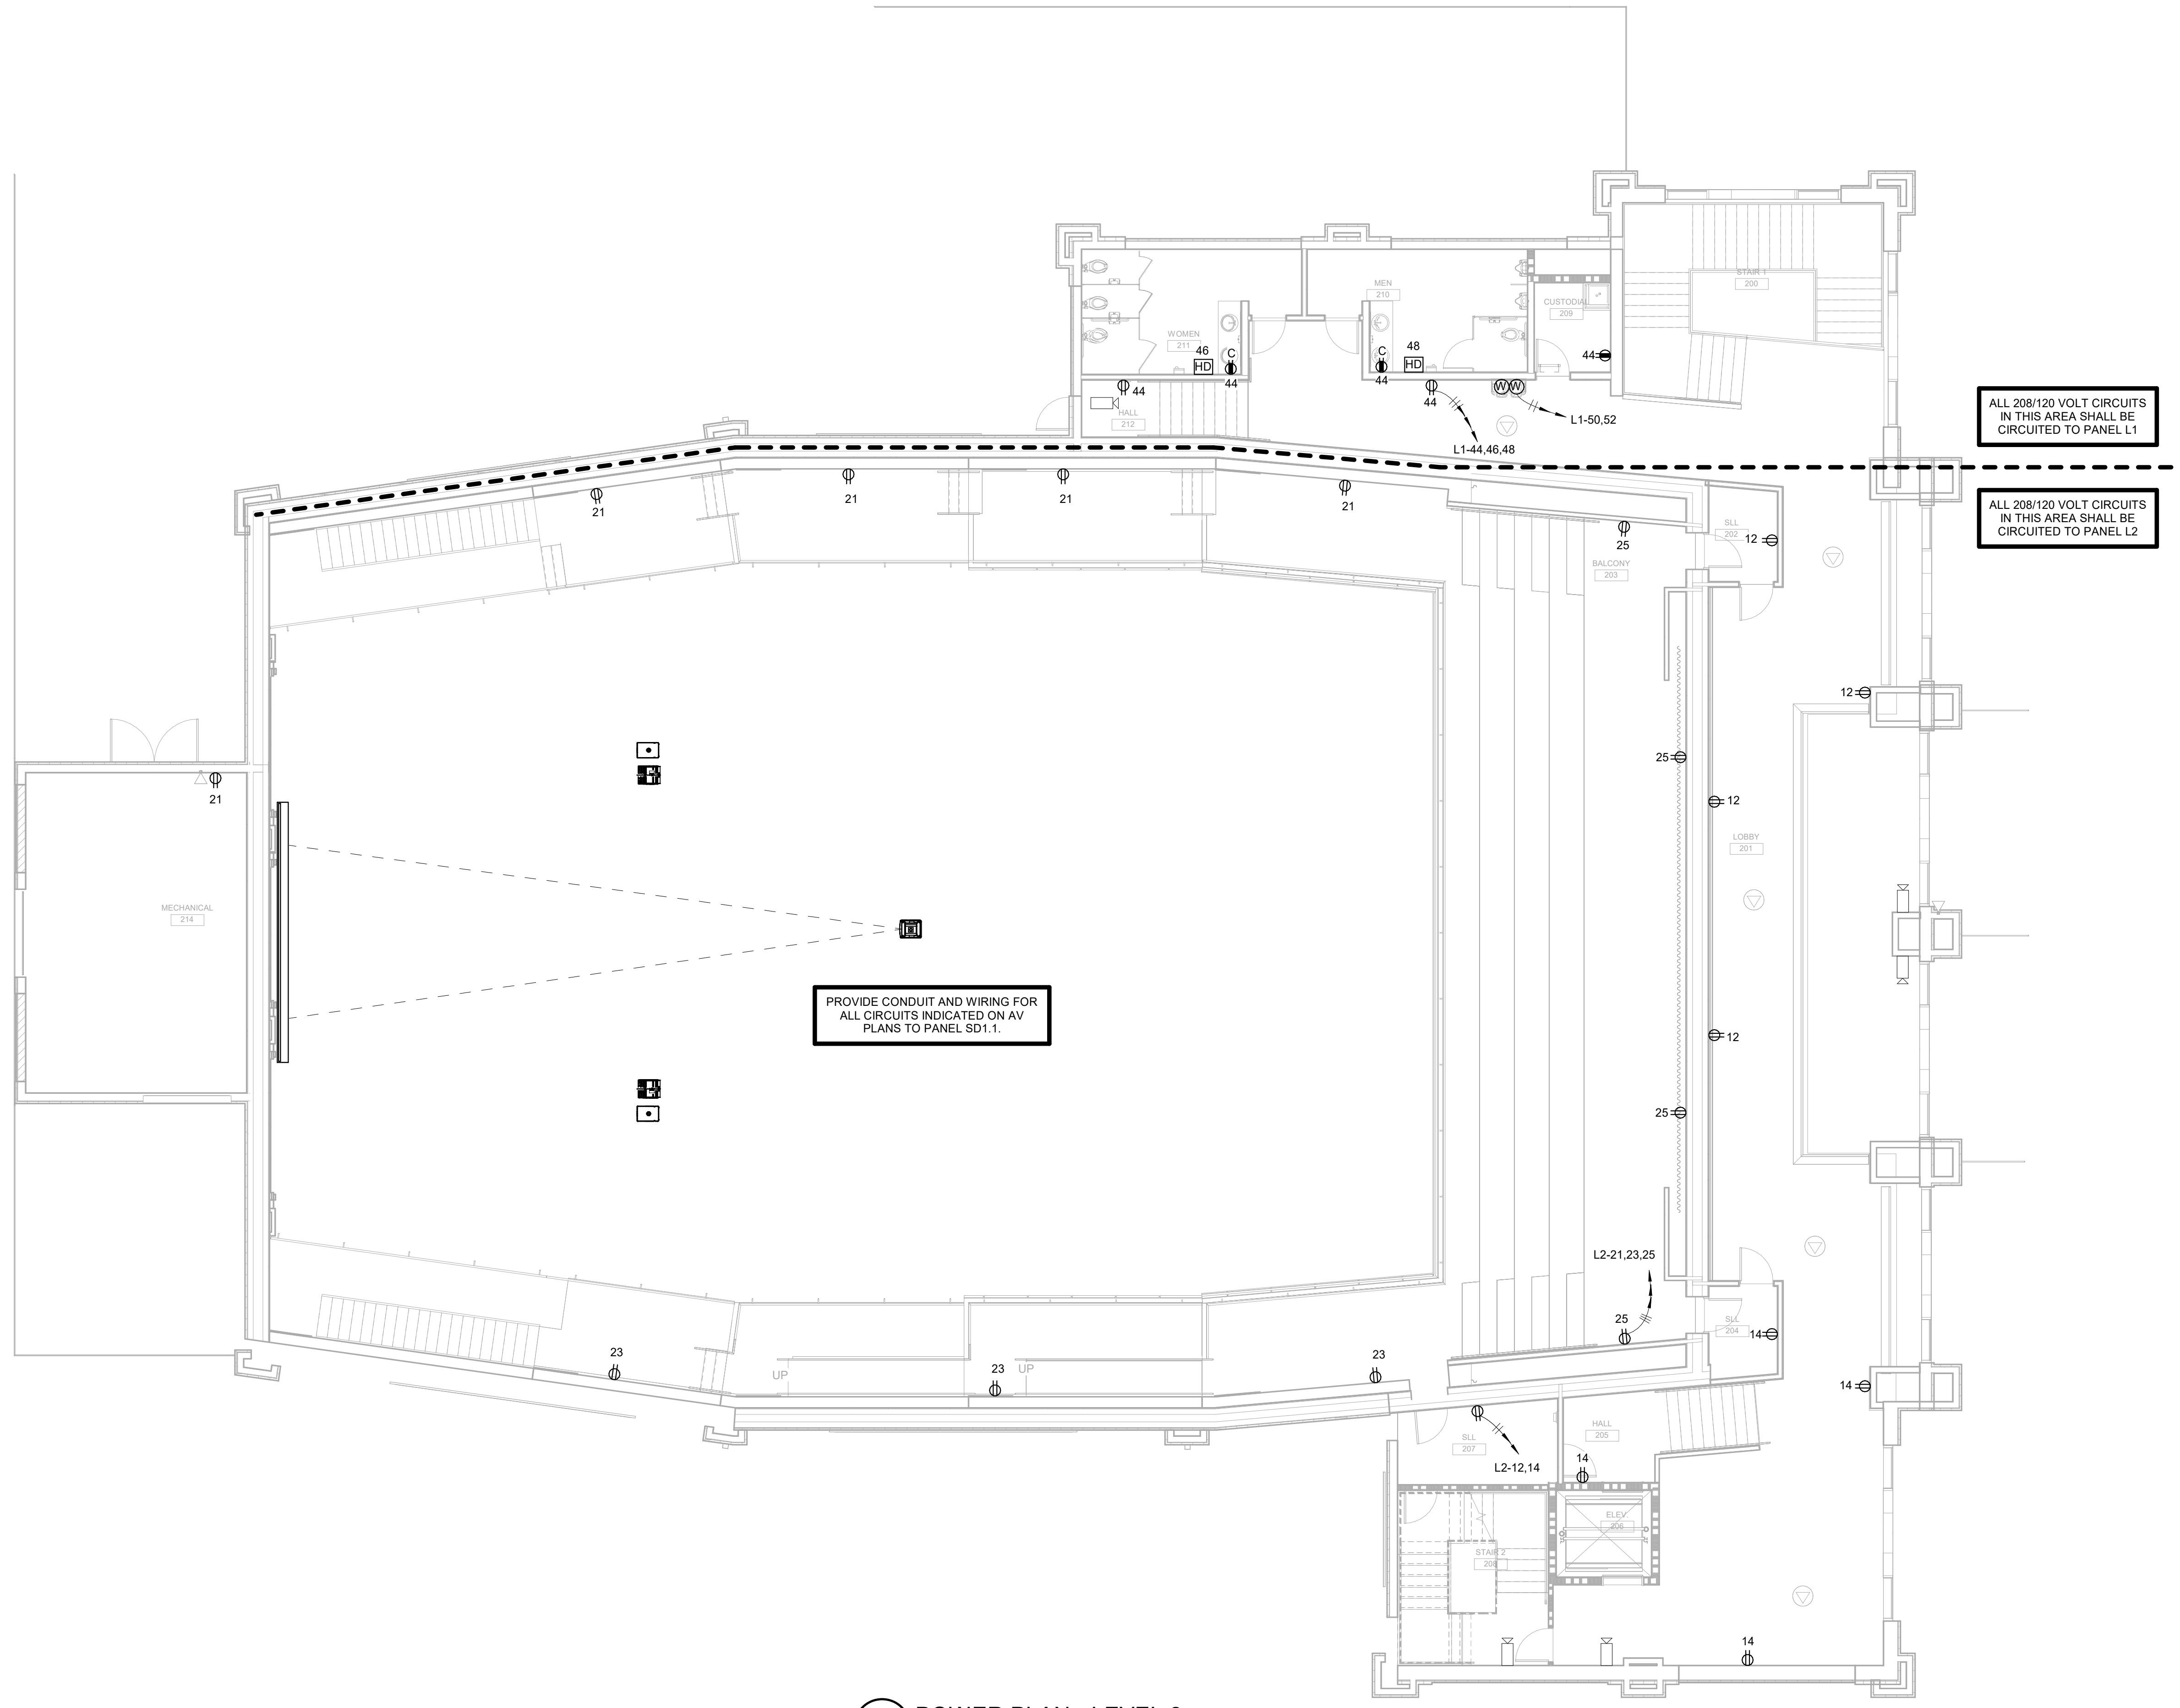 STAIR 1
200
MEN
210
CUSTODIAL
209
WOMEN
211
46
HD
C
44
C
44
48
HD
44
44
HALL
212
44
W W
L1-50,52
L1-44,46,48
ALL 208/120 VOLT CIRCUITS
IN THIS AREA SHALL BE
CIRCUITED TO PANEL L1
ALL 208/120 VOLT CIRCUITS
IN THIS AREA SHALL BE
CIRCUITED TO PANEL L2
21
21
21
21
25
SLL
202
12
BALCONY
203
12
25
12
21
LOBBY
201
MECHANICAL
214
PROVIDE CONDUIT AND WIRING FOR
ALL CIRCUITS INDICATED ON AV
PLANS TO PANEL SD1.1.
12
25
L2-21,23,25
25
SLL
204
14
23
23
23
UP
UP
14
HALL
205
SLL
207
L2-12,14
14
ELEV.
206
STAIR 2
208
14